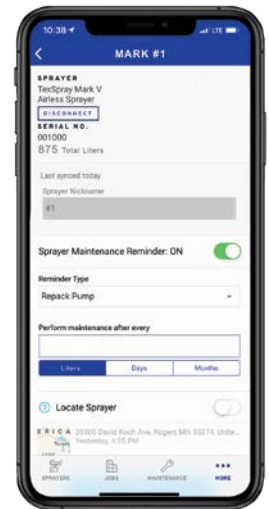 10:38
LTE
MARK #1
SPRAYER
TexSpray Mark V
Airless Sprayer
DISCONNECT
SERIAL NO.
001000
875 Total Liters
Last synced today
Sprayer Nickname
#1
Sprayer Maintenance Reminder: ON
Reminder Type
Repack Pump
Perform maintenance after every
Liters Days Months
? Locate Sprayer
ERICA 20500 David Koch Ave, Rogers MN 55374, Unite...
Yesterday, 4:25 PM
SPRAYERS JOBS MAINTENANCE MORE